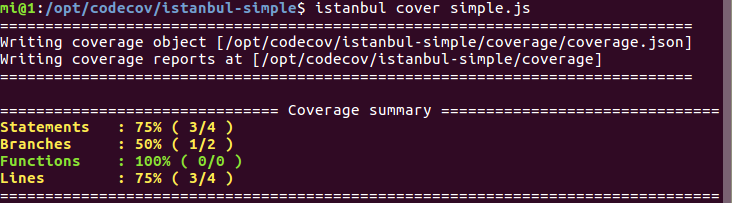 mi@1:/opt/codecov/istanbul-simple$ istanbul cover simple.js
=============================================================================
Writing coverage object [/opt/codecov/istanbul-simple/coverage/coverage.json]
Writing coverage reports at [/opt/codecov/istanbul-simple/coverage]
=============================================================================

=============================== Coverage summary ===============================
Statements   : 75% ( 3/4 )
Branches     : 50% ( 1/2 )
Functions    : 100% ( 0/0 )
Lines        : 75% ( 3/4 )
================================================================================